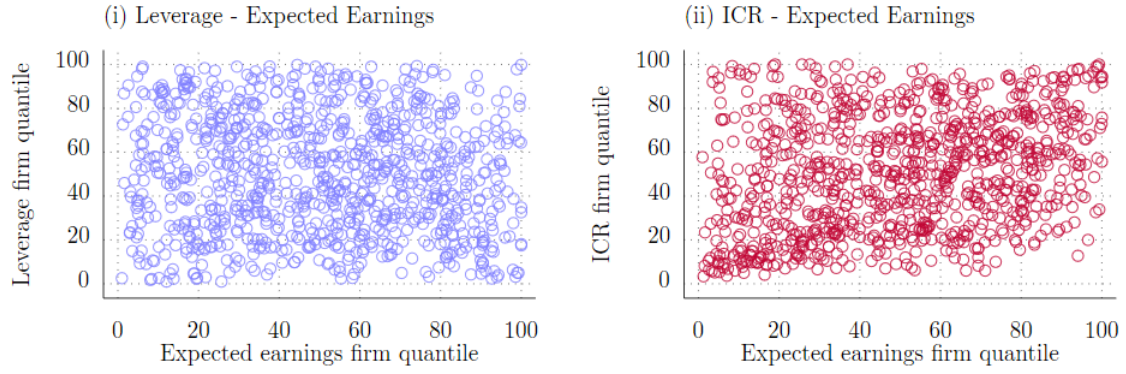 (i) Leverage - Expected Earnings
Leverage firm quantile
100
80
60
40
20
0
0 20 40 60 80 100
Expected earnings firm quantile
(ii) ICR - Expected Earnings
ICR firm quantile
100
80
60
40
20
0
0 20 40 60 80 100
Expected earnings firm quantile